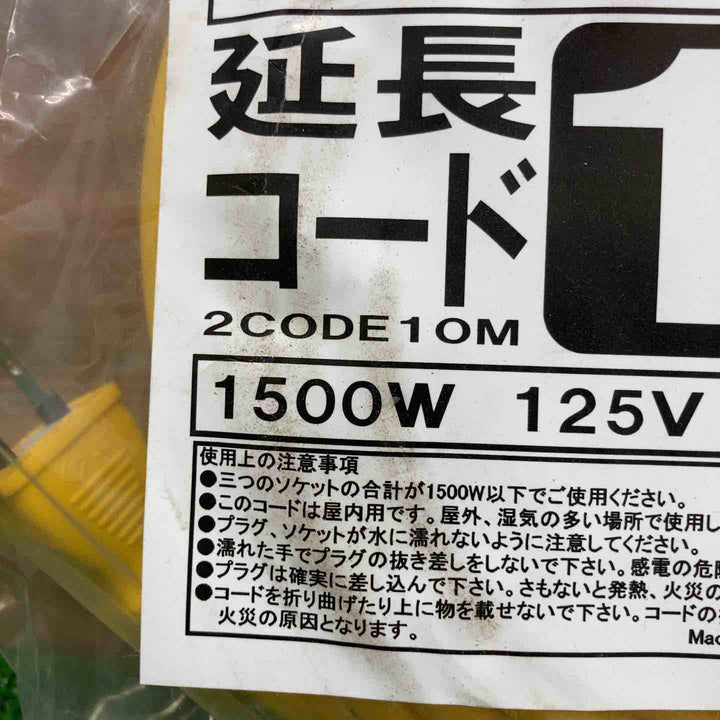 延長
コード
2CODE10M
1500W 125V
使用上の注意事項
●三つのソケットの合計が1500W以下でご使用ください。
●このコードは屋内用です。屋外、湿気の多い場所で使用し
●プラグ、ソケットが水に濡れないように注意してください。
●濡れた手でプラグの抜き差しをしないで下さい。感電の危
●プラグは確実に差し込んで下さい。さもないと発熱、火災の
●コードを折り曲げたり上に物を載せないで下さい。コードの
火災の原因となります。
Mad